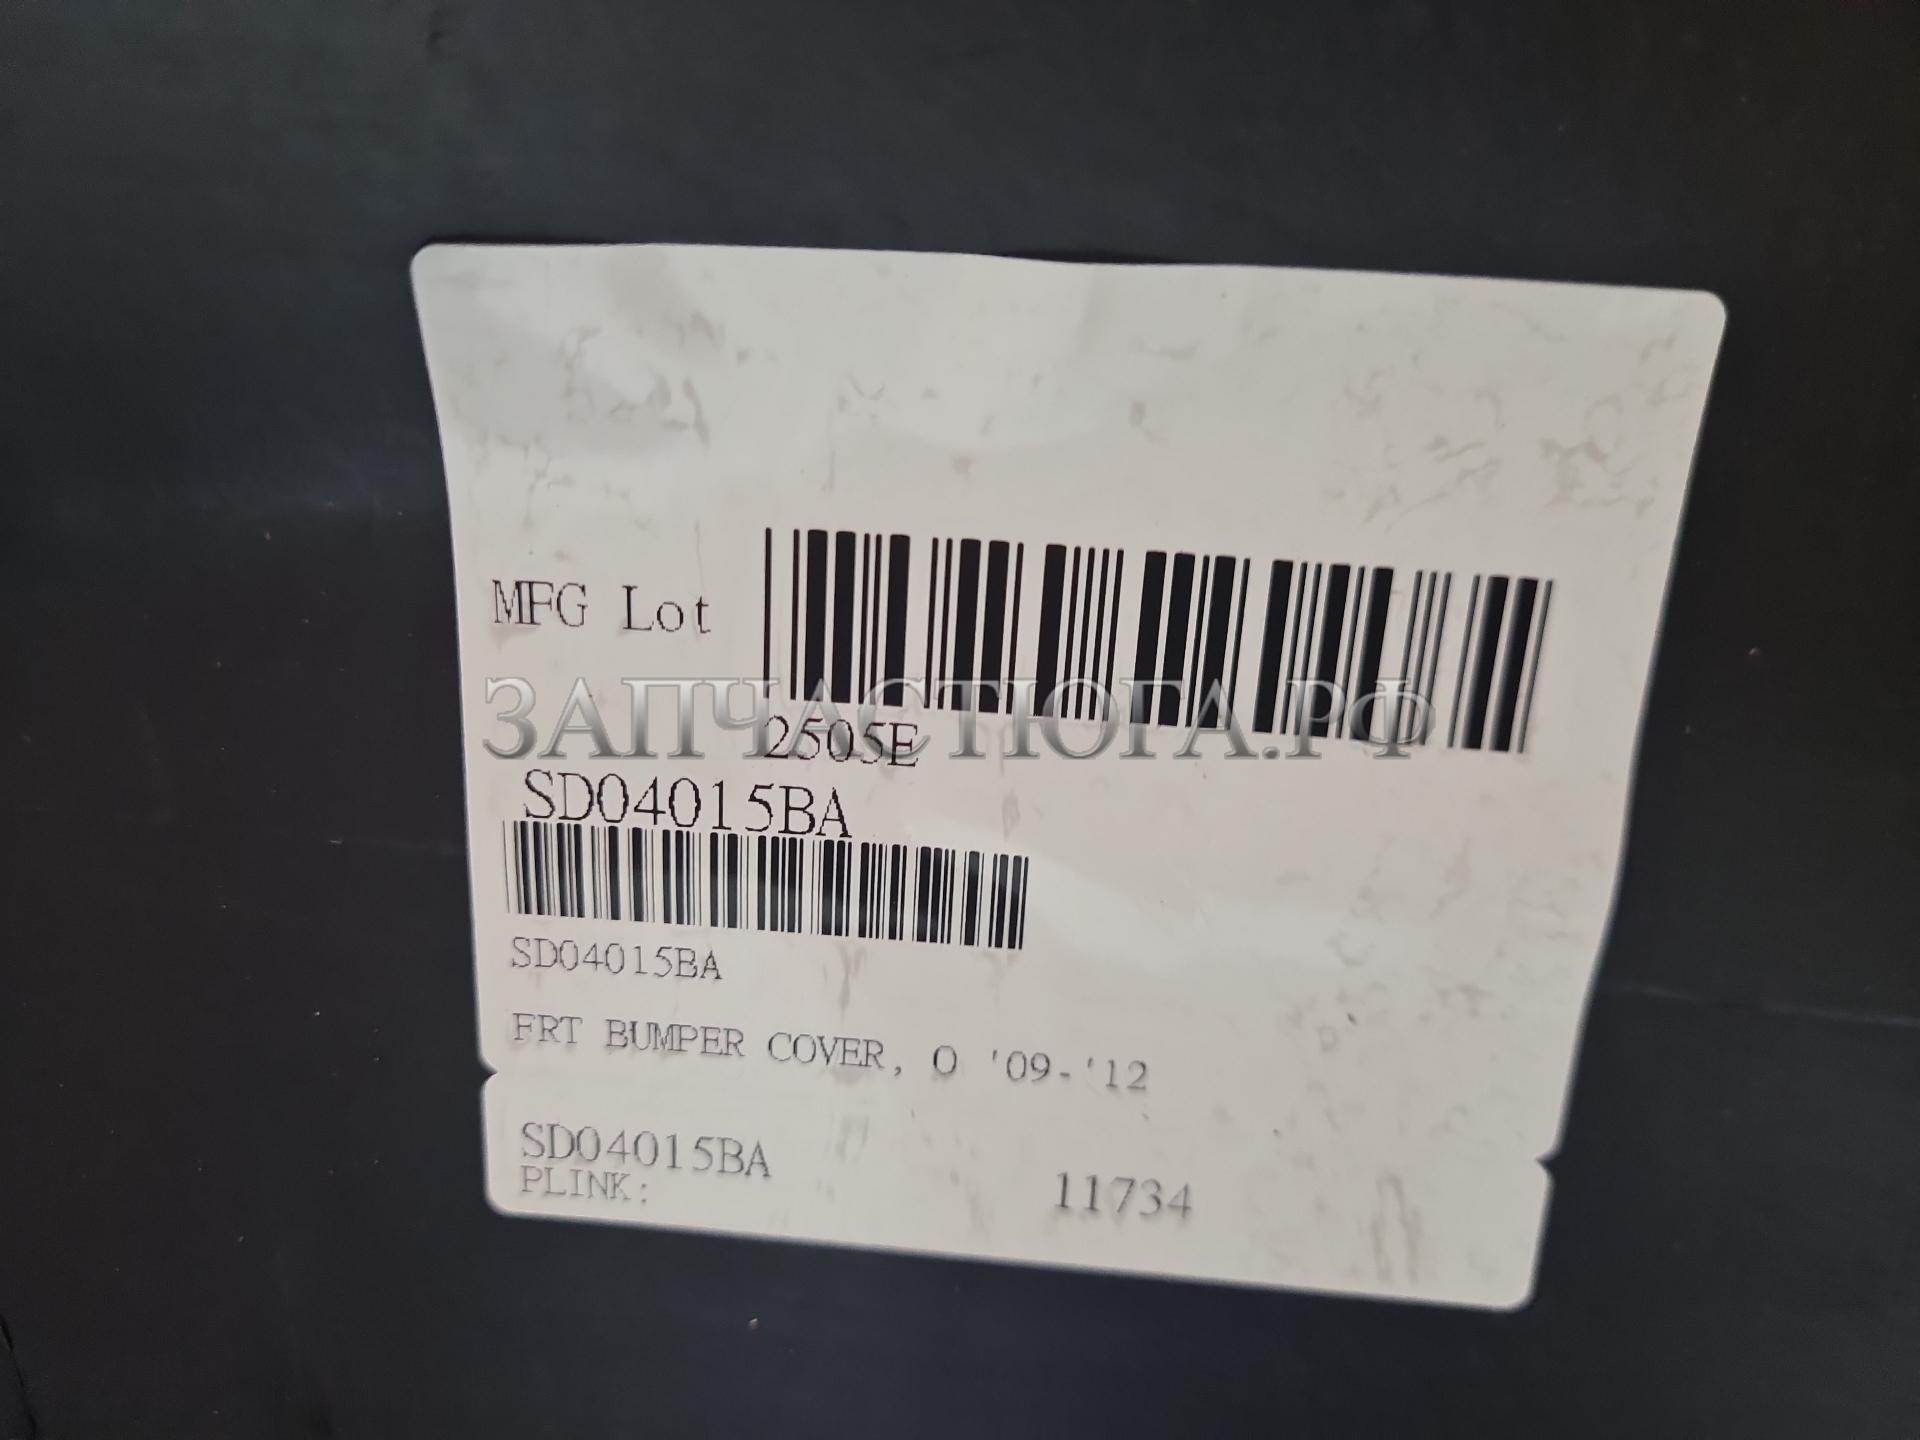 MFG Lot
ЗАПЧАСТЮГА.РФ
2505E
SD04015BA
SD04015BA
FRT BUMPER COVER, O '09-'12
SD04015BA
PLINK: 11734